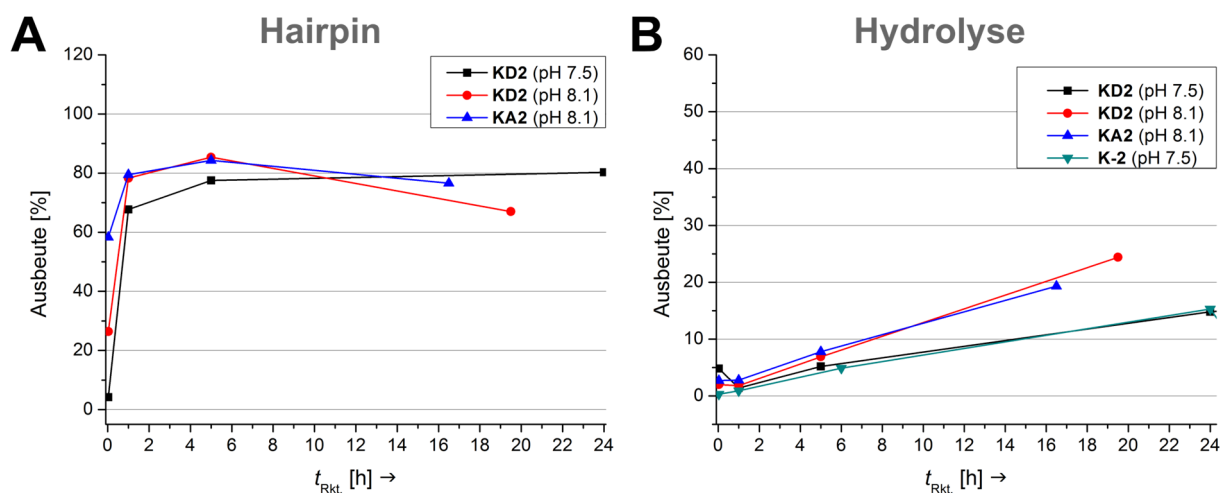 A
Hairpin
120
100
80
60
40
20
0
Ausbeute [%]
KD2 (pH 7.5)
KD2 (pH 8.1)
KA2 (pH 8.1)
0 2 4 6 8 10 12 14 16 18 20 22 24
tRkt. [h] →
B
Hydrolyse
60
50
40
30
20
10
0
Ausbeute [%]
KD2 (pH 7.5)
KD2 (pH 8.1)
KA2 (pH 8.1)
K-2 (pH 7.5)
0 2 4 6 8 10 12 14 16 18 20 22 24
tRkt. [h] →